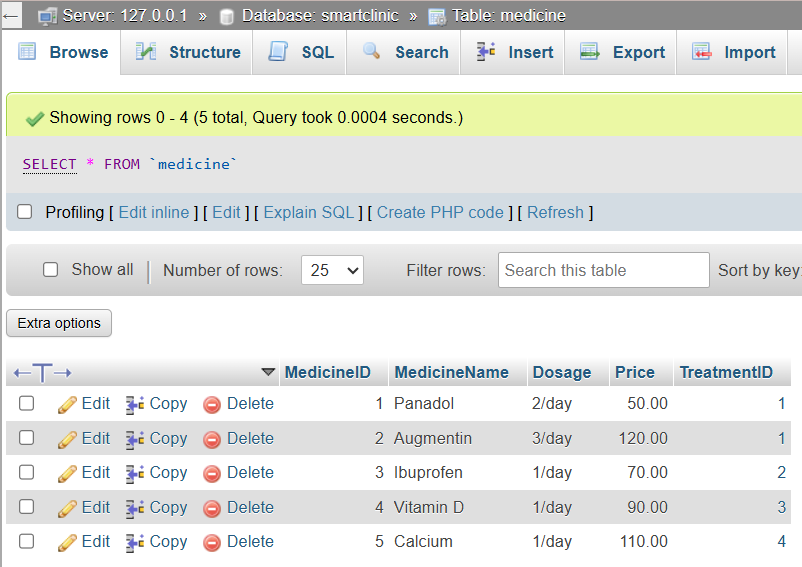 Server: 127.0.0.1 » Database: smartclinic » Table: medicine
Browse Structure SQL Search Insert Export Import
Showing rows 0 - 4 (5 total, Query took 0.0004 seconds.)
SELECT * FROM `medicine`
Profiling [ Edit inline ] [ Edit ] [ Explain SQL ] [ Create PHP code ] [ Refresh ]
Show all | Number of rows: 25 Filter rows: Search this table Sort by key:
Extra options
←T→ MedicineID MedicineName Dosage Price TreatmentID
Edit Copy Delete 1 Panadol 2/day 50.00 1
Edit Copy Delete 2 Augmentin 3/day 120.00 1
Edit Copy Delete 3 Ibuprofen 1/day 70.00 2
Edit Copy Delete 4 Vitamin D 1/day 90.00 3
Edit Copy Delete 5 Calcium 1/day 110.00 4